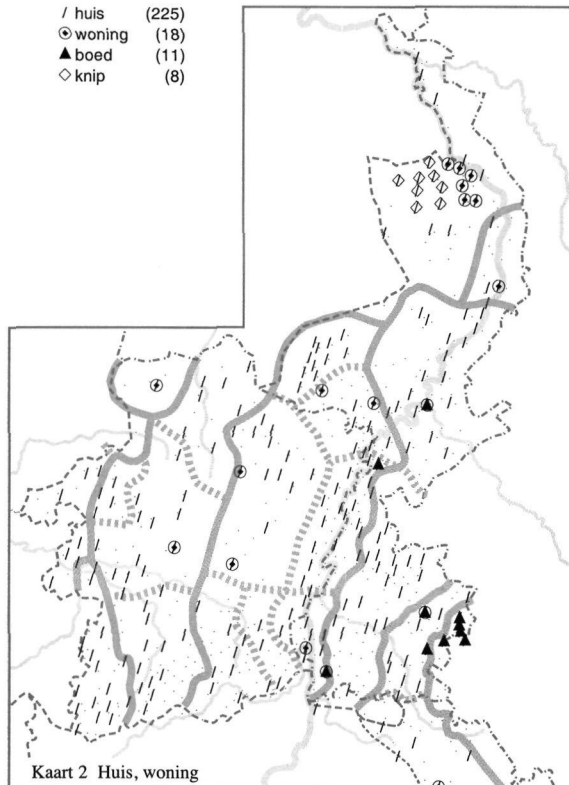 huis (225)
woning (18)
boed (11)
knip (8)
Kaart 2 Huis, woning